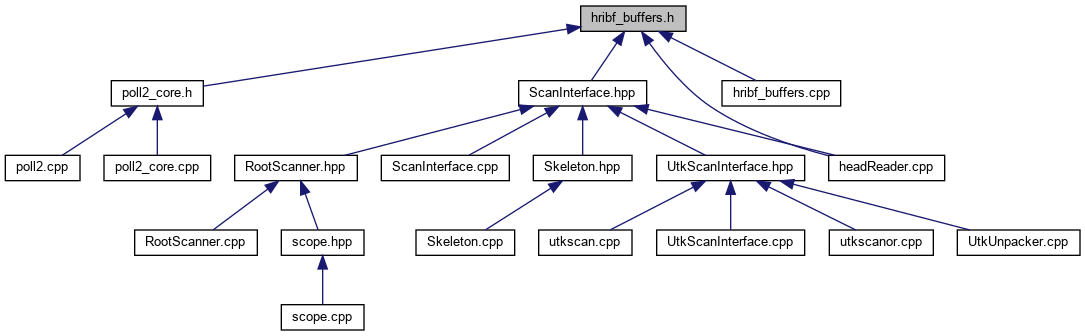 hribf_buffers.h
poll2_core.h
ScanInterface.hpp
hribf_buffers.cpp
poll2.cpp
poll2_core.cpp
RootScanner.hpp
ScanInterface.cpp
Skeleton.hpp
UtkScanInterface.hpp
headReader.cpp
RootScanner.cpp
scope.hpp
Skeleton.cpp
utkscan.cpp
UtkScanInterface.cpp
utkscanor.cpp
UtkUnpacker.cpp
scope.cpp